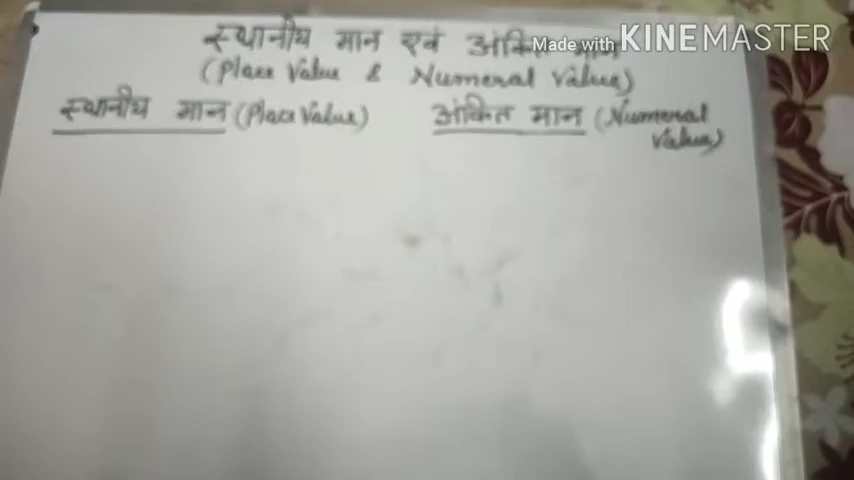 स्थानीय मान एवं अंकित मान
Made with KINEMASTER
(Place Value & Numeral Value)
स्थानीय मान (Place Value) अंकित मान (Numeral
Value)